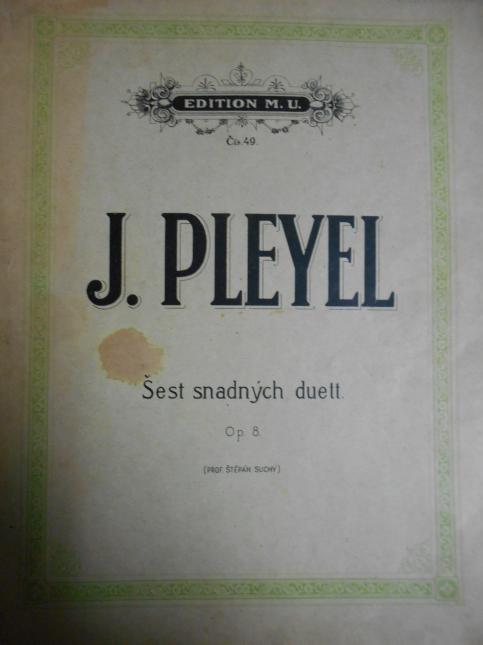 EDITION M. U.
Čís. 49.
J. PLEYEL
Šest snadných duett.
Op. 8.
(PROF. ŠTĚPÁN SUCHÝ)